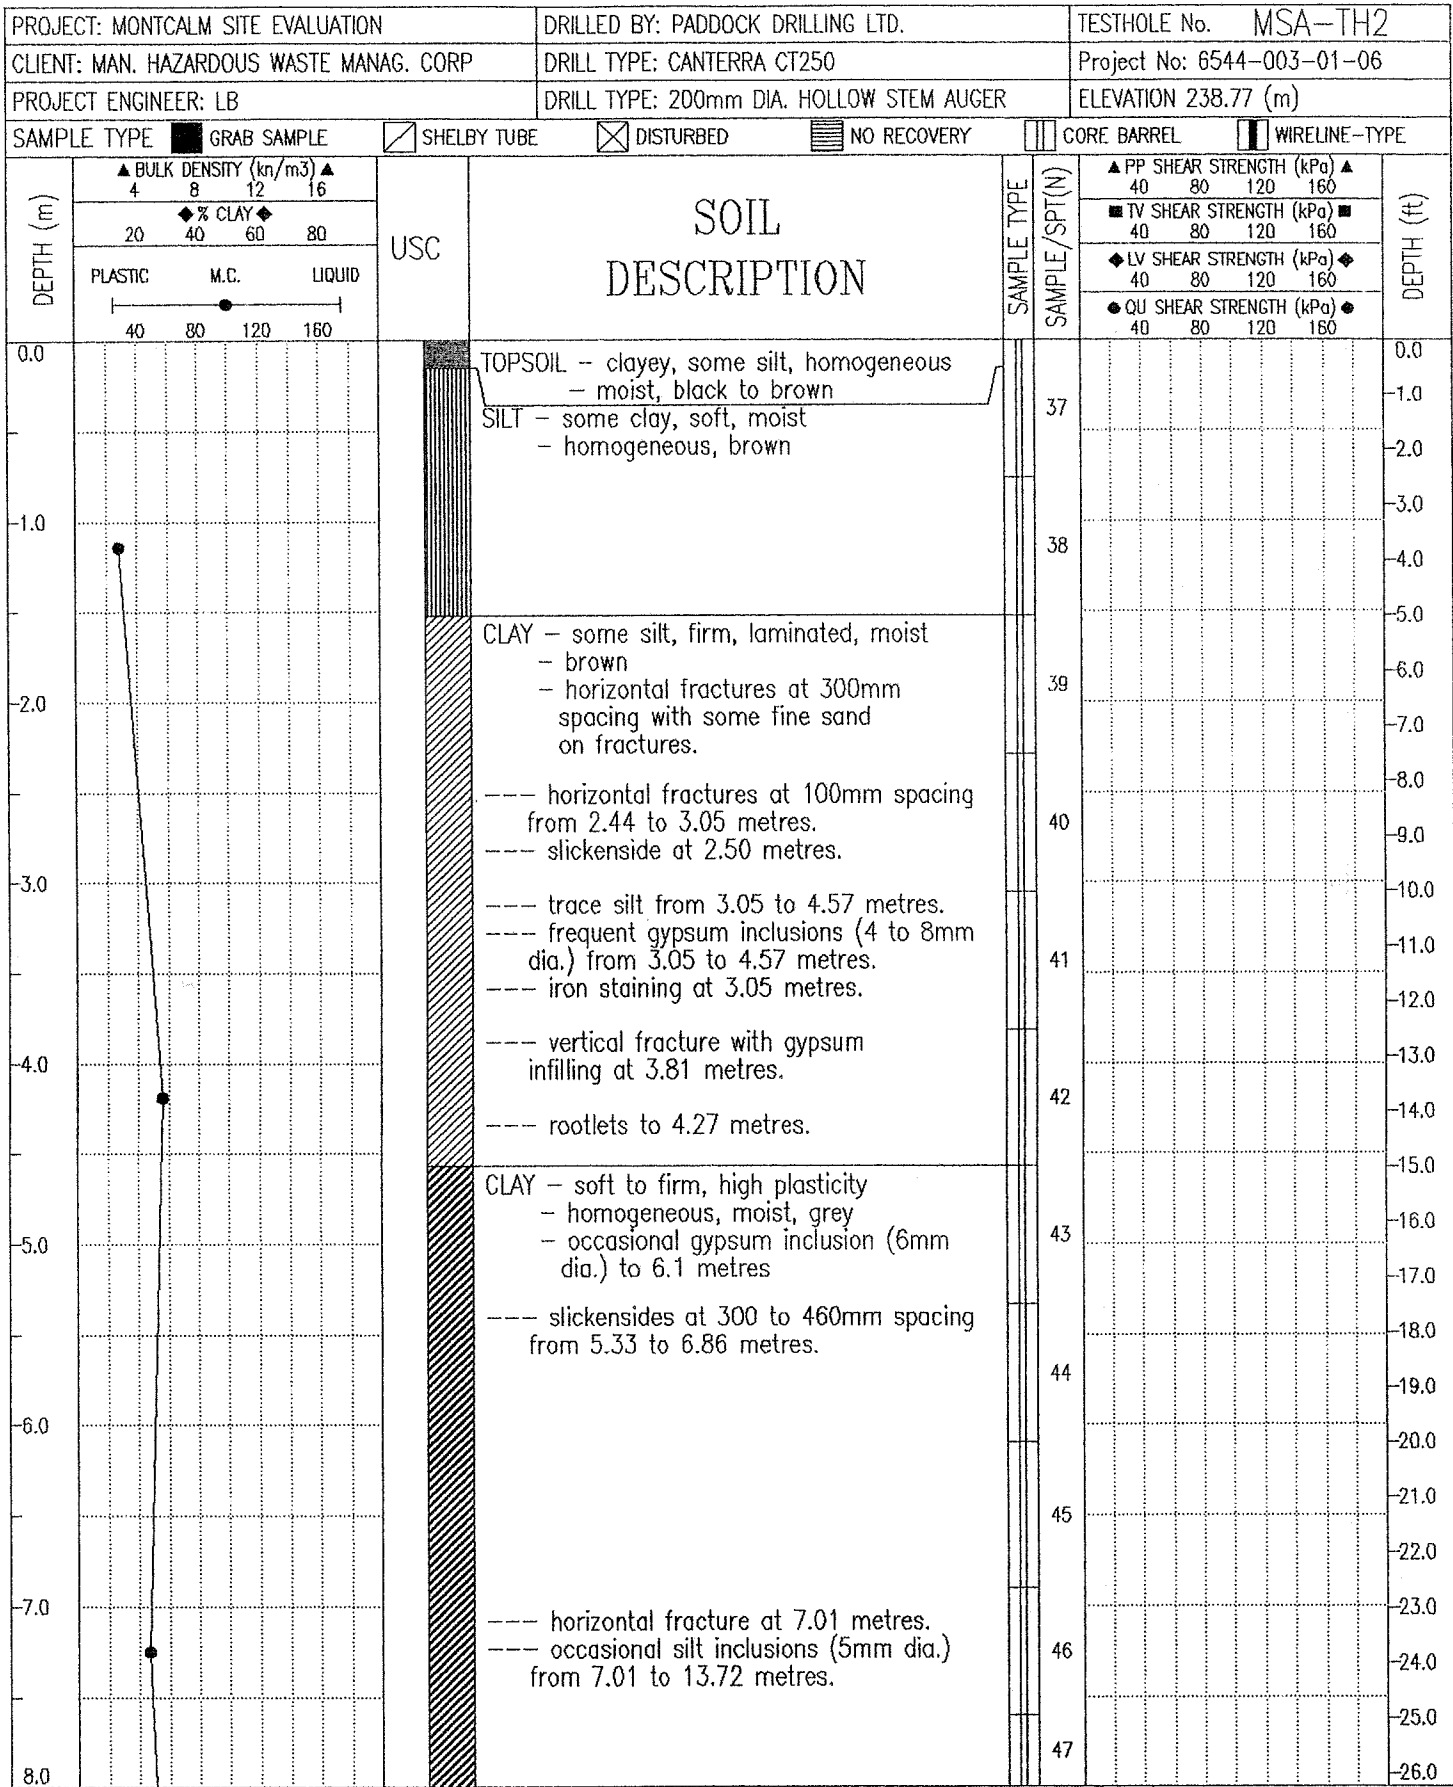 PROJECT: MONTCALM SITE EVALUATION
DRILLED BY: PADDOCK DRILLING LTD.
TESTHOLE No. MSA-TH2
CLIENT: MAN. HAZARDOUS WASTE MANAG. CORP
DRILL TYPE: CANTERRA CT250
Project No: 6544-003-01-06
PROJECT ENGINEER: LB
DRILL TYPE: 200mm DIA. HOLLOW STEM AUGER
ELEVATION 238.77 (m)
SAMPLE TYPE
GRAB SAMPLE
SHELBY TUBE
DISTURBED
NO RECOVERY
CORE BARREL
WIRELINE-TYPE
DEPTH (m)
▲ BULK DENSITY (kn/m3) ▲
4 8 12 16
◆ % CLAY ◆
20 40 60 80
PLASTIC M.C. LIQUID
40 80 120 160
USC
SOIL
DESCRIPTION
SAMPLE TYPE
SAMPLE/SPT(N)
▲ PP SHEAR STRENGTH (kPa) ▲
40 80 120 160
■ TV SHEAR STRENGTH (kPa) ■
40 80 120 160
◆ LV SHEAR STRENGTH (kPa) ◆
40 80 120 160
● QU SHEAR STRENGTH (kPa) ●
40 80 120 160
DEPTH (ft)
0.0
-1.0
-2.0
-3.0
-4.0
-5.0
-6.0
-7.0
8.0
TOPSOIL - clayey, some silt, homogeneous
- moist, black to brown
SILT - some clay, soft, moist
- homogeneous, brown
CLAY - some silt, firm, laminated, moist
- brown
- horizontal fractures at 300mm
spacing with some fine sand
on fractures.
--- horizontal fractures at 100mm spacing
from 2.44 to 3.05 metres.
--- slickenside at 2.50 metres.
--- trace silt from 3.05 to 4.57 metres.
--- frequent gypsum inclusions (4 to 8mm
dia.) from 3.05 to 4.57 metres.
--- iron staining at 3.05 metres.
--- vertical fracture with gypsum
infilling at 3.81 metres.
--- rootlets to 4.27 metres.
CLAY - soft to firm, high plasticity
- homogeneous, moist, grey
- occasional gypsum inclusion (6mm
dia.) to 6.1 metres
--- slickensides at 300 to 460mm spacing
from 5.33 to 6.86 metres.
--- horizontal fracture at 7.01 metres.
--- occasional silt inclusions (5mm dia.)
from 7.01 to 13.72 metres.
37
38
39
40
41
42
43
44
45
46
47
0.0
-1.0
-2.0
-3.0
-4.0
-5.0
-6.0
-7.0
-8.0
-9.0
-10.0
-11.0
-12.0
-13.0
-14.0
-15.0
-16.0
-17.0
-18.0
-19.0
-20.0
-21.0
-22.0
-23.0
-24.0
-25.0
-26.0